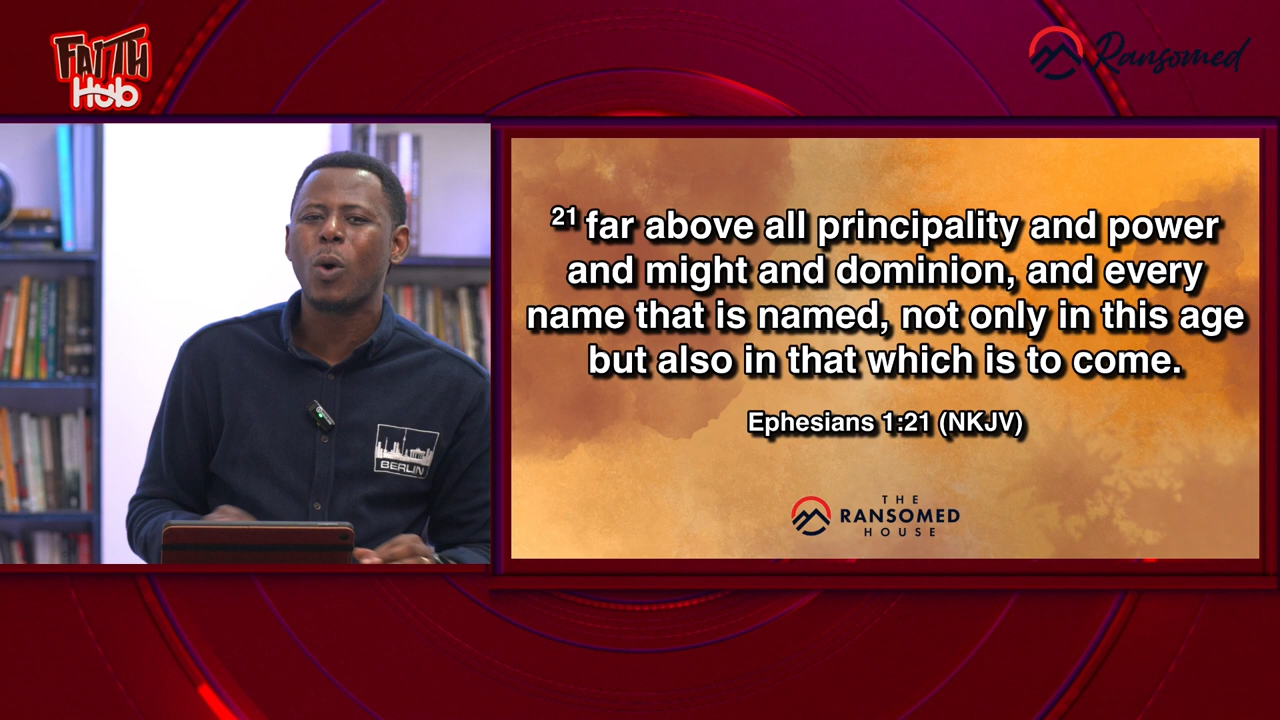 FAITH
Hub
Ransomed
21 far above all principality and power
and might and dominion, and every
name that is named, not only in this age
but also in that which is to come.
Ephesians 1:21 (NKJV)
THE
RANSOMED
HOUSE
BERLIN